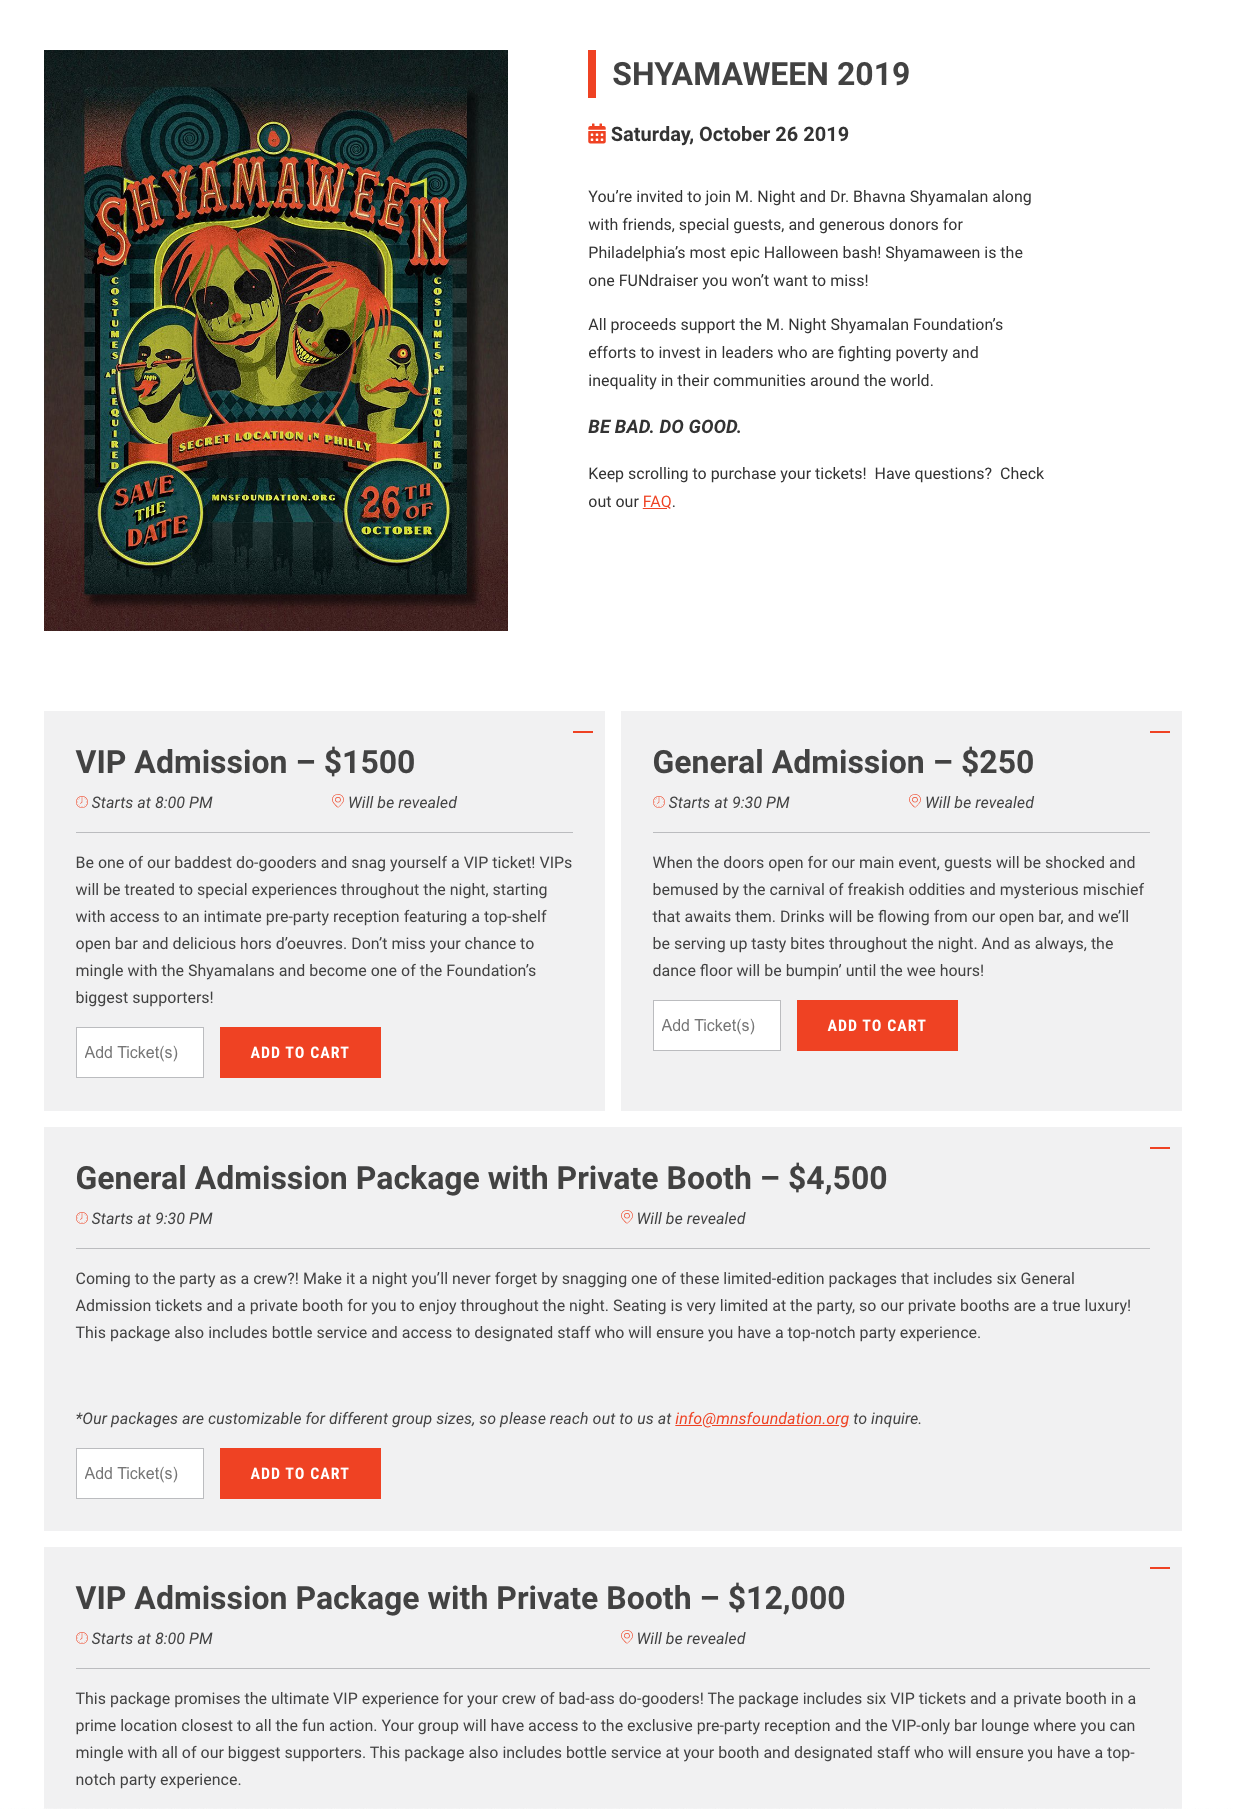 SHYAMAWEEN
COSTUMES
ARE
REQUIRED
COSTUMES
ARE
REQUIRED
SECRET LOCATION IN PHILLY
SAVE
THE
DATE
MNSFOUNDATION.ORG
26TH
OF
OCTOBER
SHYAMAWEEN 2019
Saturday, October 26 2019
You’re invited to join M. Night and Dr. Bhavna Shyamalan along
with friends, special guests, and generous donors for
Philadelphia’s most epic Halloween bash! Shyamaween is the
one FUNdraiser you won’t want to miss!
All proceeds support the M. Night Shyamalan Foundation’s
efforts to invest in leaders who are fighting poverty and
inequality in their communities around the world.
BE BAD. DO GOOD.
Keep scrolling to purchase your tickets!  Have questions?  Check
out our FAQ.
VIP Admission – $1500
Starts at 8:00 PM
Will be revealed
Be one of our baddest do-gooders and snag yourself a VIP ticket! VIPs
will be treated to special experiences throughout the night, starting
with access to an intimate pre-party reception featuring a top-shelf
open bar and delicious hors d’oeuvres. Don’t miss your chance to
mingle with the Shyamalans and become one of the Foundation’s
biggest supporters!
Add Ticket(s)
ADD TO CART
General Admission – $250
Starts at 9:30 PM
Will be revealed
When the doors open for our main event, guests will be shocked and
bemused by the carnival of freakish oddities and mysterious mischief
that awaits them. Drinks will be flowing from our open bar, and we’ll
be serving up tasty bites throughout the night. And as always, the
dance floor will be bumpin’ until the wee hours!
Add Ticket(s)
ADD TO CART
General Admission Package with Private Booth – $4,500
Starts at 9:30 PM
Will be revealed
Coming to the party as a crew?! Make it a night you’ll never forget by snagging one of these limited-edition packages that includes six General
Admission tickets and a private booth for you to enjoy throughout the night. Seating is very limited at the party, so our private booths are a true luxury!
This package also includes bottle service and access to designated staff who will ensure you have a top-notch party experience.
*Our packages are customizable for different group sizes, so please reach out to us at info@mnsfoundation.org to inquire.
Add Ticket(s)
ADD TO CART
VIP Admission Package with Private Booth – $12,000
Starts at 8:00 PM
Will be revealed
This package promises the ultimate VIP experience for your crew of bad-ass do-gooders! The package includes six VIP tickets and a private booth in a
prime location closest to all the fun action. Your group will have access to the exclusive pre-party reception and the VIP-only bar lounge where you can
mingle with all of our biggest supporters. This package also includes bottle service at your booth and designated staff who will ensure you have a top-
notch party experience.